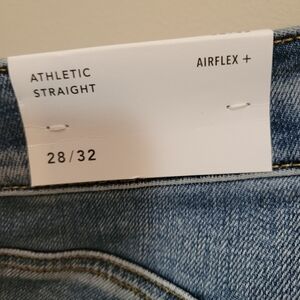 ATHLETIC
STRAIGHT
AIRFLEX +
28/32